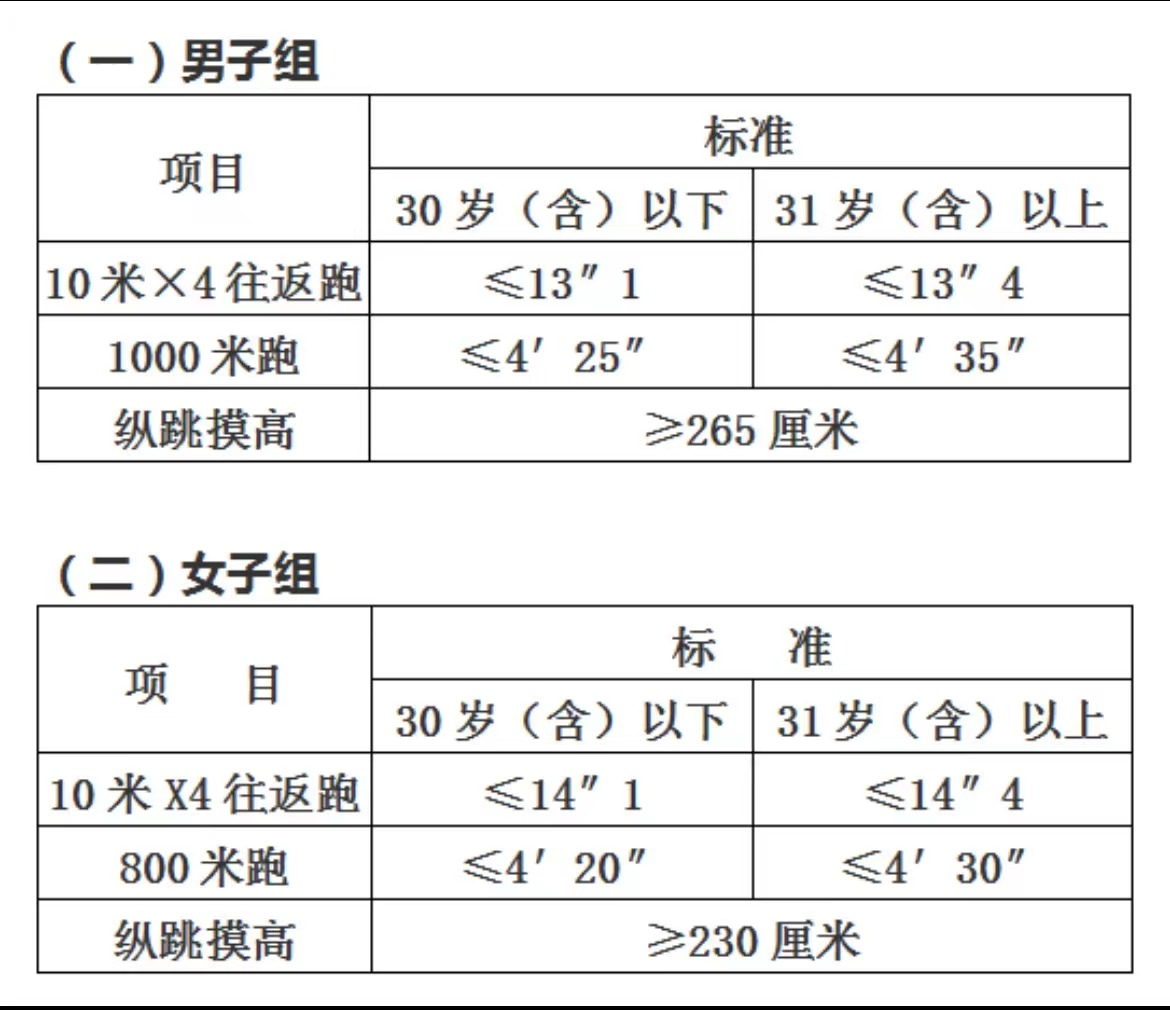 （一）男子组
项目
标准
30 岁（含）以下 31 岁（含）以上
10 米×4 往返跑 ≤13″ 1 ≤13″ 4
1000 米跑 ≤4′ 25″ ≤4′ 35″
纵跳摸高 ≥265 厘米
（二）女子组
项 目
标 准
30 岁（含）以下 31 岁（含）以上
10 米 X4 往返跑 ≤14″ 1 ≤14″ 4
800 米跑 ≤4′ 20″ ≤4′ 30″
纵跳摸高 ≥230 厘米